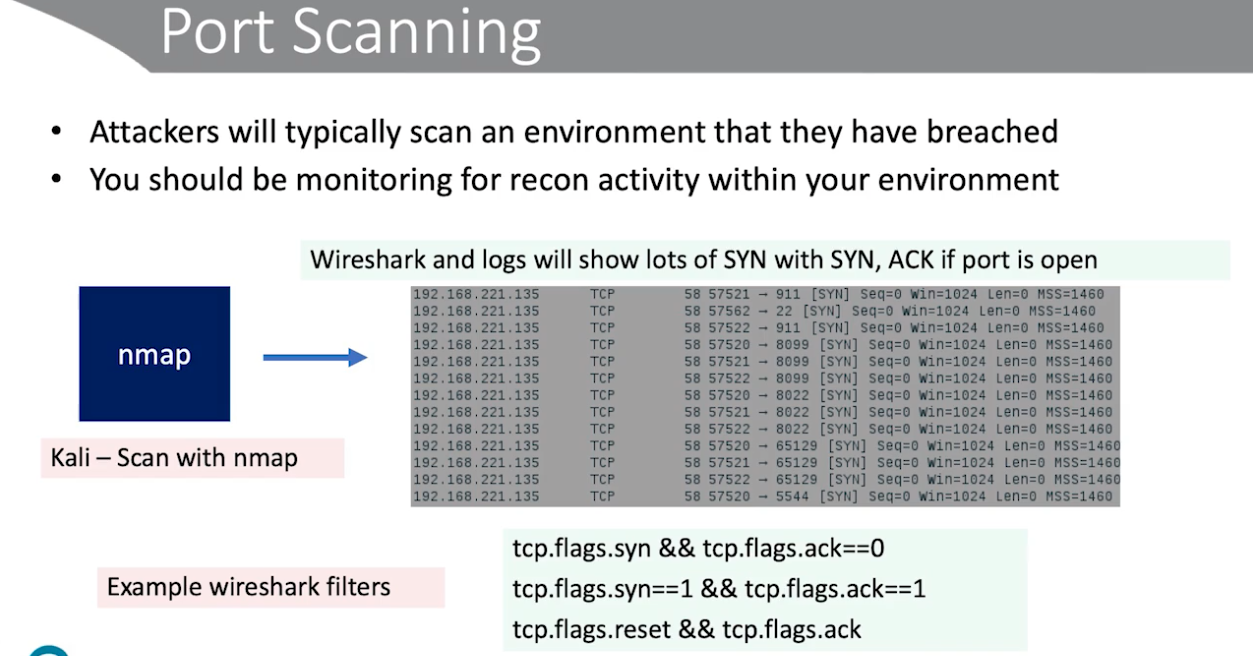 Port Scanning
• Attackers will typically scan an environment that they have breached
• You should be monitoring for recon activity within your environment
Wireshark and logs will show lots of SYN with SYN, ACK if port is open
nmap
Kali – Scan with nmap
192.168.221.135 TCP 58 57521 → 911 [SYN] Seq=0 Win=1024 Len=0 MSS=1460
192.168.221.135 TCP 58 57562 → 22 [SYN] Seq=0 Win=1024 Len=0 MSS=1460
192.168.221.135 TCP 58 57522 → 911 [SYN] Seq=0 Win=1024 Len=0 MSS=1460
192.168.221.135 TCP 58 57520 → 8099 [SYN] Seq=0 Win=1024 Len=0 MSS=1460
192.168.221.135 TCP 58 57521 → 8099 [SYN] Seq=0 Win=1024 Len=0 MSS=1460
192.168.221.135 TCP 58 57522 → 8099 [SYN] Seq=0 Win=1024 Len=0 MSS=1460
192.168.221.135 TCP 58 57520 → 8022 [SYN] Seq=0 Win=1024 Len=0 MSS=1460
192.168.221.135 TCP 58 57521 → 8022 [SYN] Seq=0 Win=1024 Len=0 MSS=1460
192.168.221.135 TCP 58 57522 → 8022 [SYN] Seq=0 Win=1024 Len=0 MSS=1460
192.168.221.135 TCP 58 57520 → 65129 [SYN] Seq=0 Win=1024 Len=0 MSS=1460
192.168.221.135 TCP 58 57521 → 65129 [SYN] Seq=0 Win=1024 Len=0 MSS=1460
192.168.221.135 TCP 58 57522 → 65129 [SYN] Seq=0 Win=1024 Len=0 MSS=1460
192.168.221.135 TCP 58 57520 → 5544 [SYN] Seq=0 Win=1024 Len=0 MSS=1460
Example wireshark filters
tcp.flags.syn && tcp.flags.ack==0
tcp.flags.syn==1 && tcp.flags.ack==1
tcp.flags.reset && tcp.flags.ack